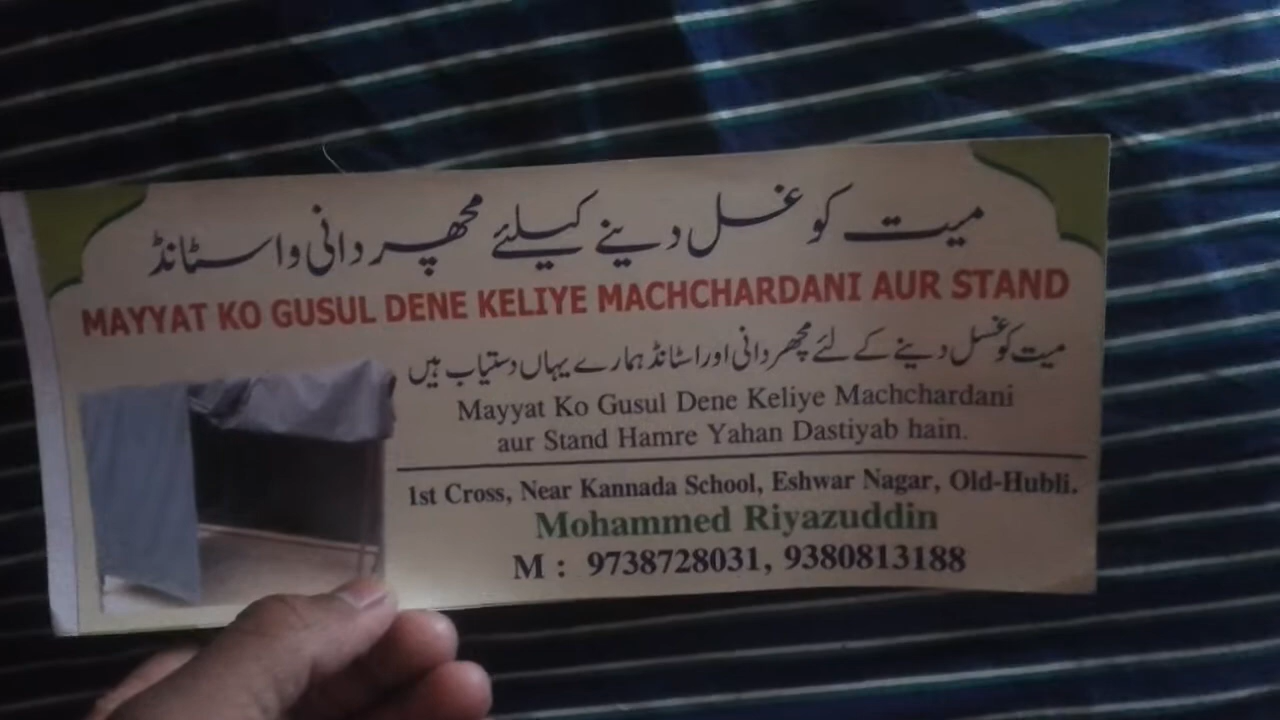 میت کو غسل دینے کیلئے مچھر دانی و اسٹانڈ
MAYYAT KO GUSUL DENE KELIYE MACHCHARDANI AUR STAND
میت کو غسل دینے کے لئے مچھر دانی اور اسٹانڈ ہمارے یہاں دستیاب ہیں
Mayyat Ko Gusul Dene Keliye Machchardani
aur Stand Hamre Yahan Dastiyab hain.
1st Cross, Near Kannada School, Eshwar Nagar, Old-Hubli.
Mohammed Riyazuddin
M : 9738728031, 9380813188